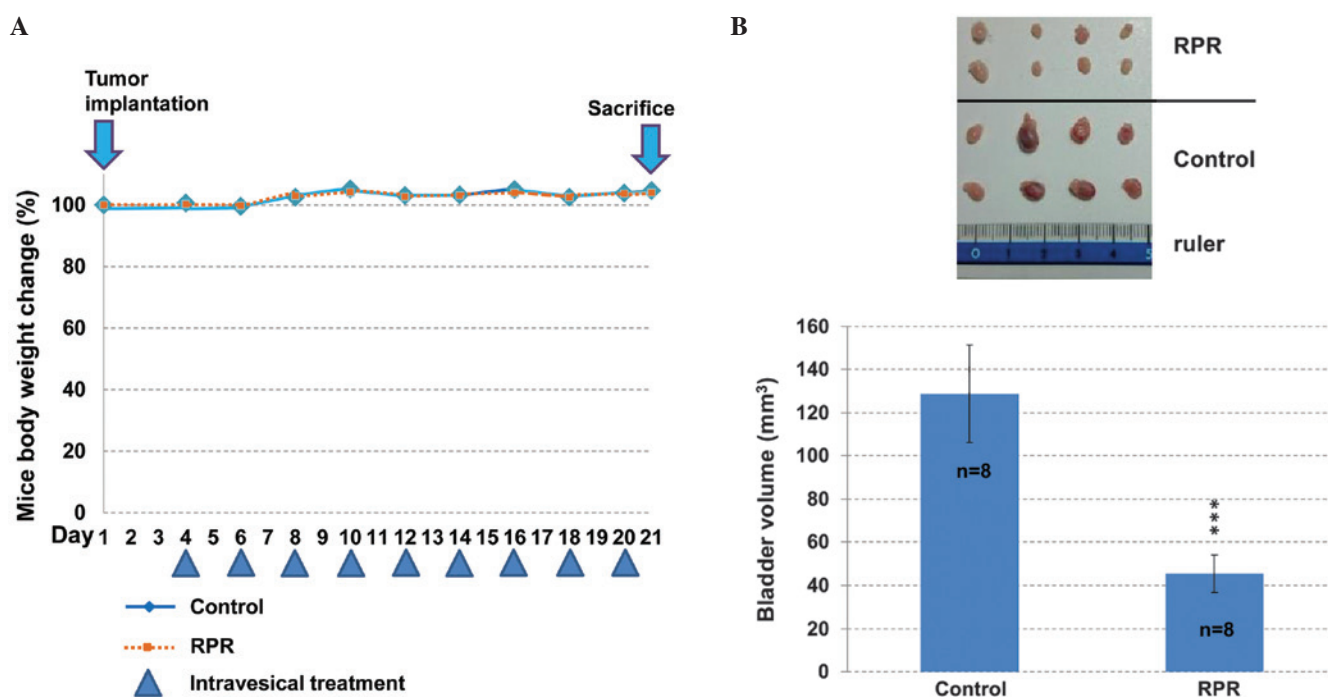 A
Tumor
implantation
Sacrifice
Mice body weight change (%)
100
80
60
40
20
0
Day 1 2 3 4 5 6 7 8 9 10 11 12 13 14 15 16 17 18 19 20 21
Control
RPR
Intravesical treatment
B
RPR
Control
ruler
0 1 2 3 4 5
Bladder volume (mm³)
160
140
120
100
80
60
40
20
0
n=8
***
n=8
Control RPR